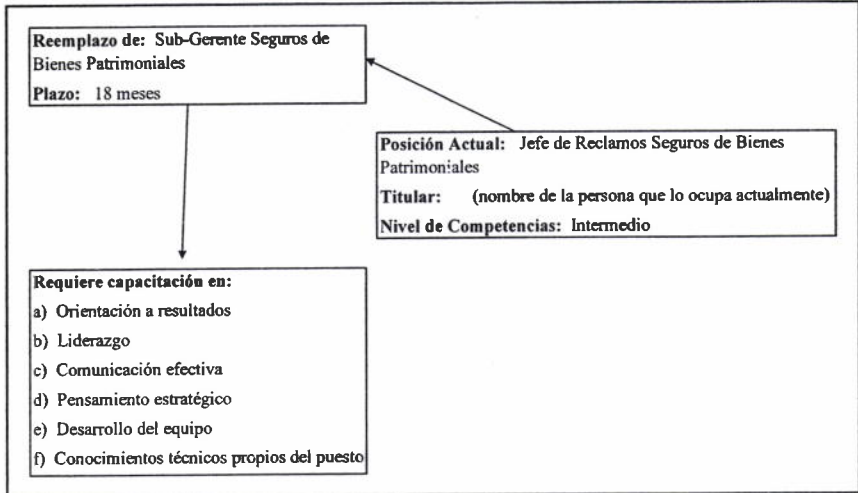 Reemplazo de: Sub-Gerente Seguros de
Bienes Patrimoniales
Plazo: 18 meses
Posición Actual: Jefe de Reclamos Seguros de Bienes
Patrimoniales
Titular: (nombre de la persona que lo ocupa actualmente)
Nivel de Competencias: Intermedio
Requiere capacitación en:
a) Orientación a resultados
b) Liderazgo
c) Comunicación efectiva
d) Pensamiento estratégico
e) Desarrollo del equipo
f) Conocimientos técnicos propios del puesto